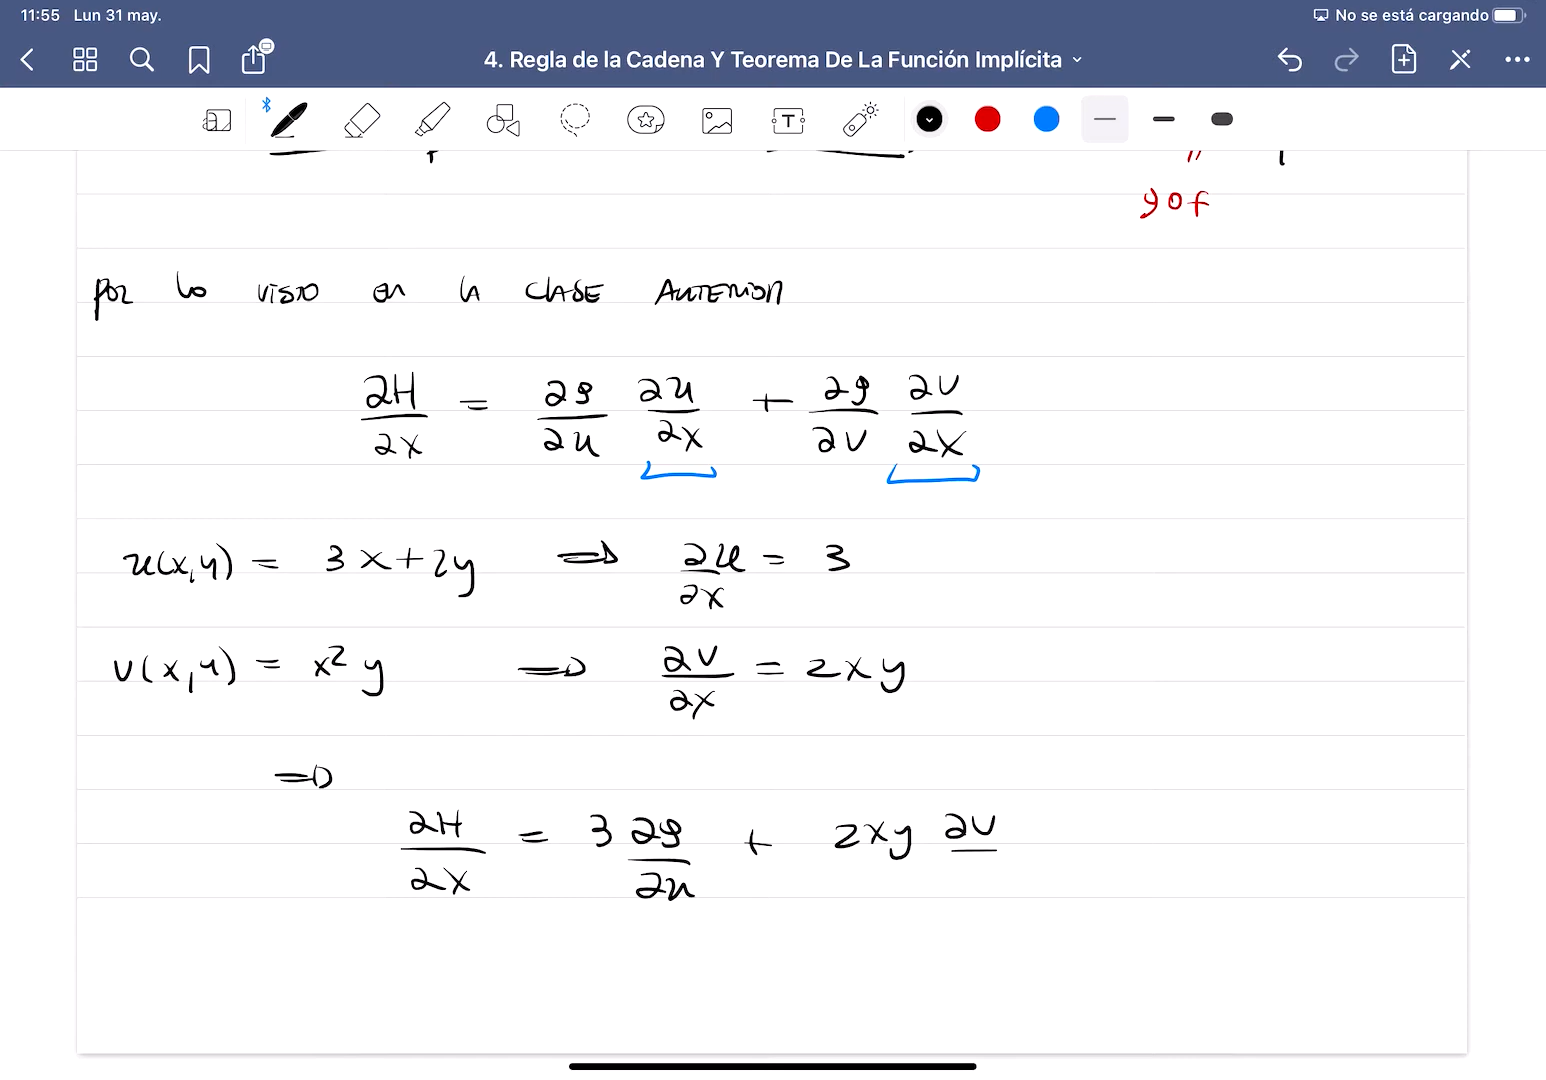 11:55 Lun 31 may. No se está cargando
4. Regla de la Cadena Y Teorema De La Función Implícita
gof
por lo visto en la clase anterior
∂H/∂x = ∂g/∂u ∂u/∂x + ∂g/∂v ∂v/∂x
u(x,y) = 3x+2y ⇒ ∂u/∂x = 3
v(x,y) = x² y ⇒ ∂v/∂x = 2xy
⇒
∂H/∂x = 3 ∂g/∂u + 2xy ∂v